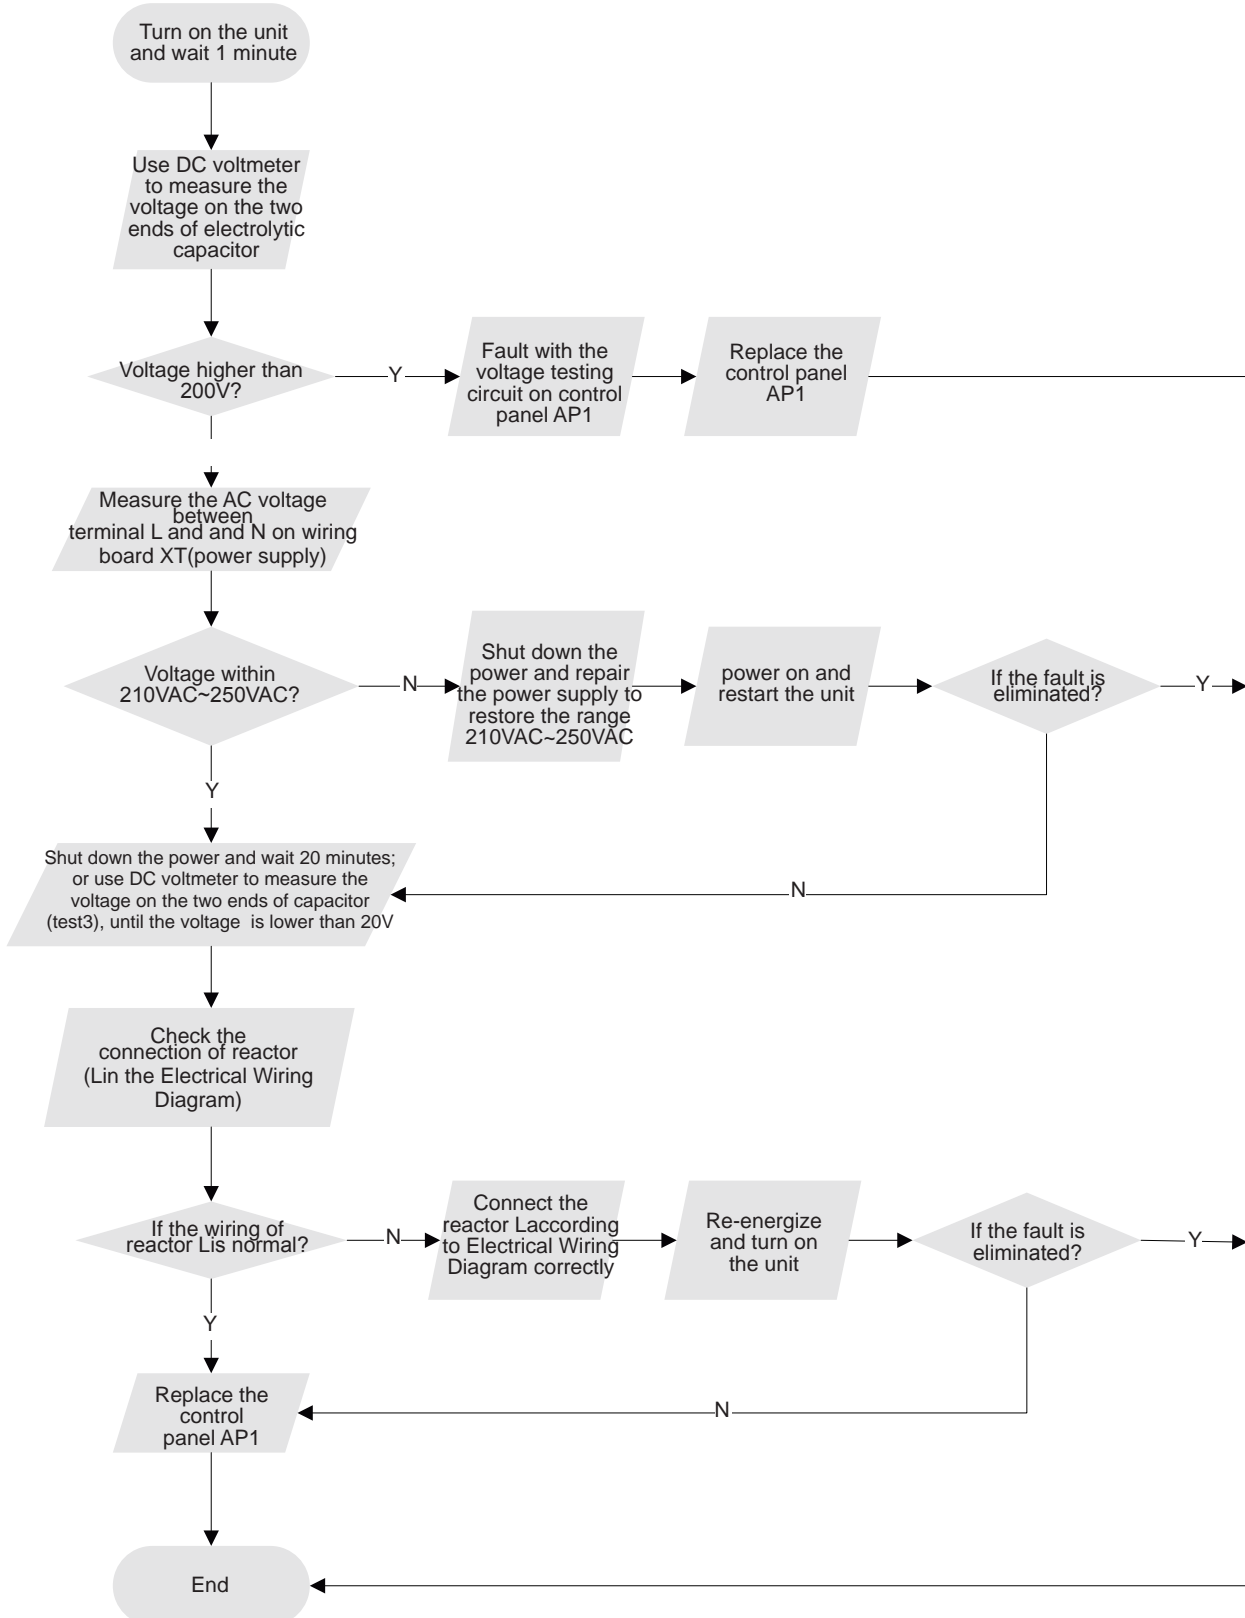 Turn on the unit
and wait 1 minute
Use DC voltmeter
to measure the
voltage on the two
ends of electrolytic
capacitor
Voltage higher than
200V?
Y
Fault with the
voltage testing
circuit on control
panel AP1
Replace the
control panel
AP1
Measure the AC voltage
between
terminal L and and N on wiring
board XT(power supply)
Voltage within
210VAC~250VAC?
N
Shut down the
power and repair
the power supply to
restore the range
210VAC~250VAC
power on and
restart the unit
If the fault is
eliminated?
Y
Y
Shut down the power and wait 20 minutes;
or use DC voltmeter to measure the
voltage on the two ends of capacitor
(test3), until the voltage is lower than 20V
N
Check the
connection of reactor
(Lin the Electrical Wiring
Diagram)
If the wiring of
reactor Lis normal?
N
Connect the
reactor Laccording
to Electrical Wiring
Diagram correctly
Re-energize
and turn on
the unit
If the fault is
eliminated?
Y
Y
Replace the
control
panel AP1
N
End